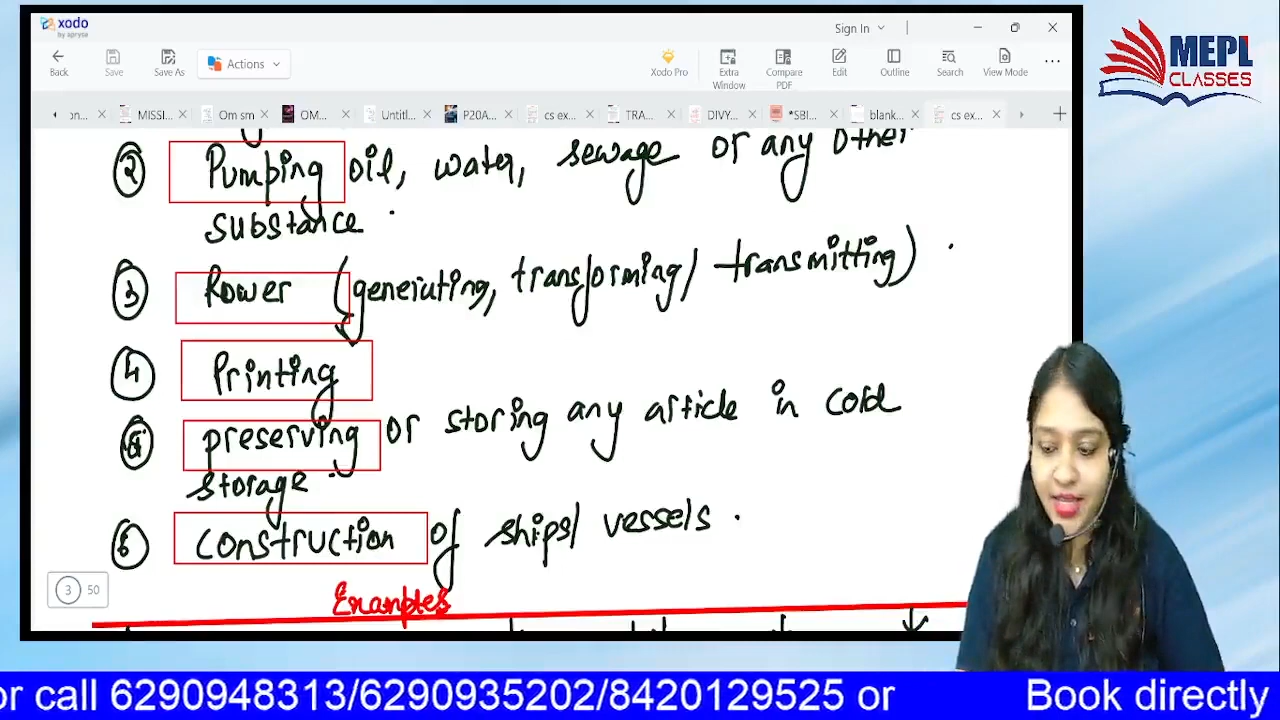 xodo
by apryse
Sign In
Back
Save
Save As
Actions
Xodo Pro
Extra Window
Compare PDF
Edit
Outline
Search
View Mode
on...
MISSI
Om sm
OM...
Untitl...
P20A...
cs ex...
TRA...
DIVY...
*SBI...
blank...
cs ex...
MEPL
CLASSES
② Pumping oil, water, sewage or any other
substance.
③ Power (generating, transforming/ transmitting).
④ Printing
⑤ preserving or storing any article in cold
storage.
⑥ construction of ships/ vessels.
3 50
Examples
or call 6290948313/6290935202/8420129525 or Book directly